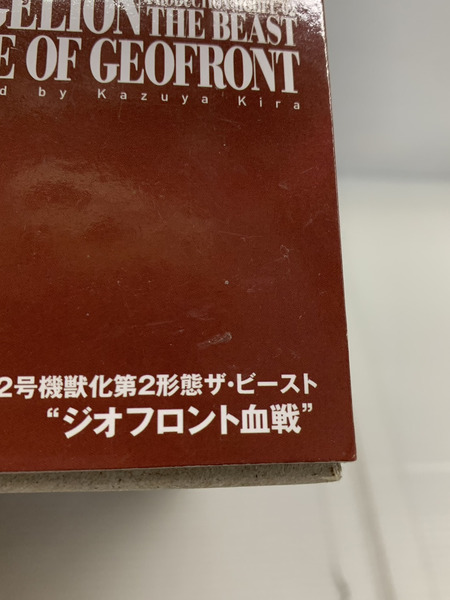 GELION THE BEAST
E OF GEOFRONT
d by Kazuya Kira
2号機獣化第2形態ザ・ビースト
“ジオフロント血戦”